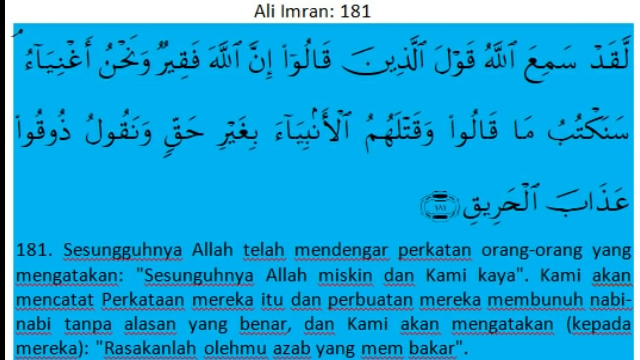 Ali Imran: 181
لَّقَدْ سَمِعَ ٱللَّهُ قَوْلَ ٱلَّذِينَ قَالُوٓا۟ إِنَّ ٱللَّهَ فَقِيرٌ وَنَحْنُ أَغْنِيَآءُ ۘ
سَنَكْتُبُ مَا قَالُوا۟ وَقَتْلَهُمُ ٱلْأَنۢبِيَآءَ بِغَيْرِ حَقٍّ وَنَقُولُ ذُوقُوا۟
عَذَابَ ٱلْحَرِيقِ ﴿١٨١﴾
181. Sesungguhnya Allah telah mendengar perkatan orang-orang yang
mengatakan: "Sesunguhnya Allah miskin dan Kami kaya". Kami akan
mencatat Perkataan mereka itu dan perbuatan mereka membunuh nabi-
nabi tanpa alasan yang benar, dan Kami akan mengatakan (kepada
mereka): "Rasakanlah olehmu azab yang mem bakar".